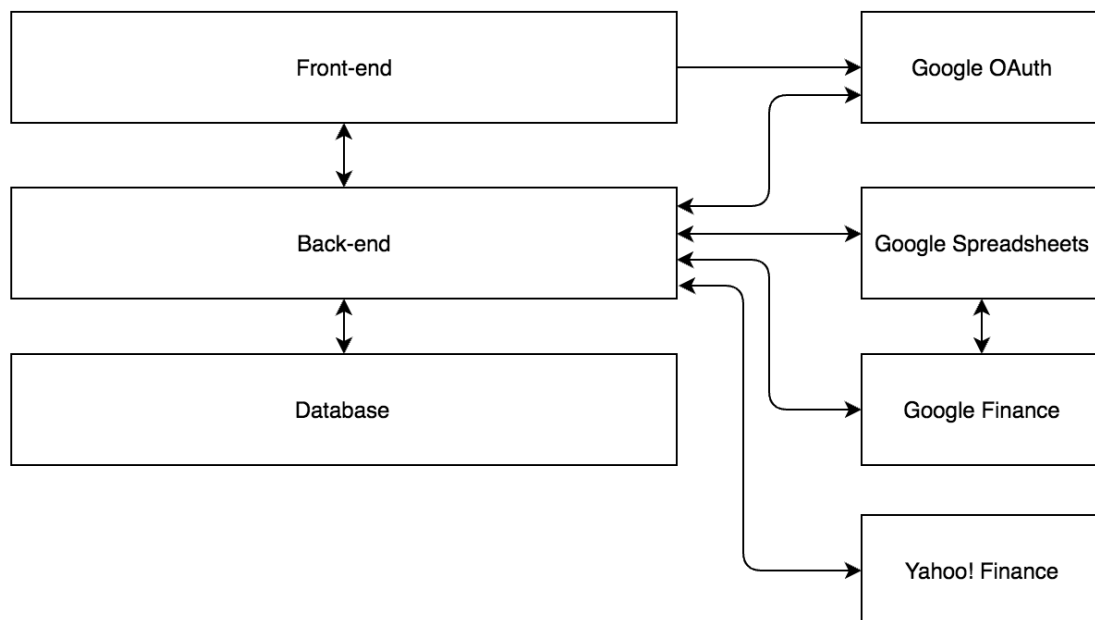 Front-end
Google OAuth
Back-end
Google Spreadsheets
Database
Google Finance
Yahoo! Finance